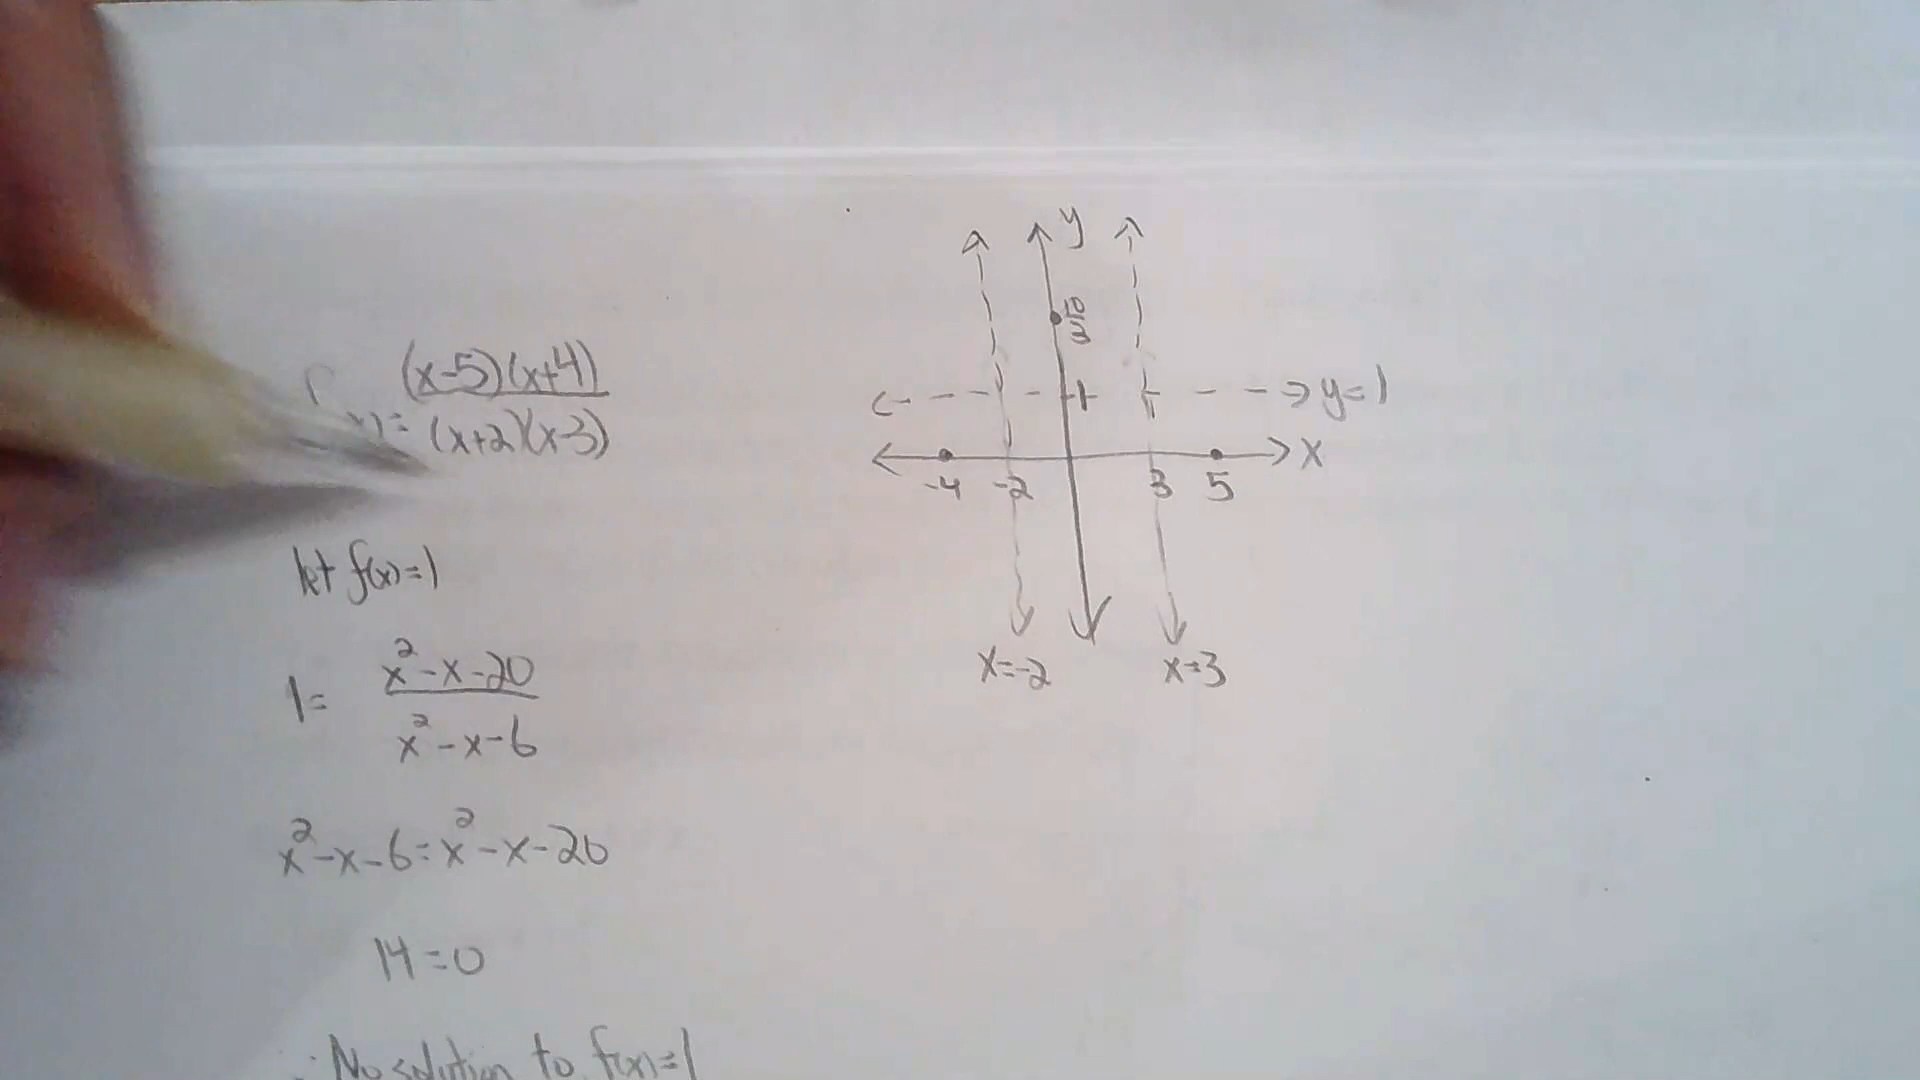 (x-5)(x+4)
(x+2)(x-3)
let f(x)=1
1= x²-x-20
x²-x-6
x²-x-6=x²-x-20
14=0
∴ No solution to f(x)=1
y
10
3
1
y=1
x
-4 -2 3 5
x=-2 x=3